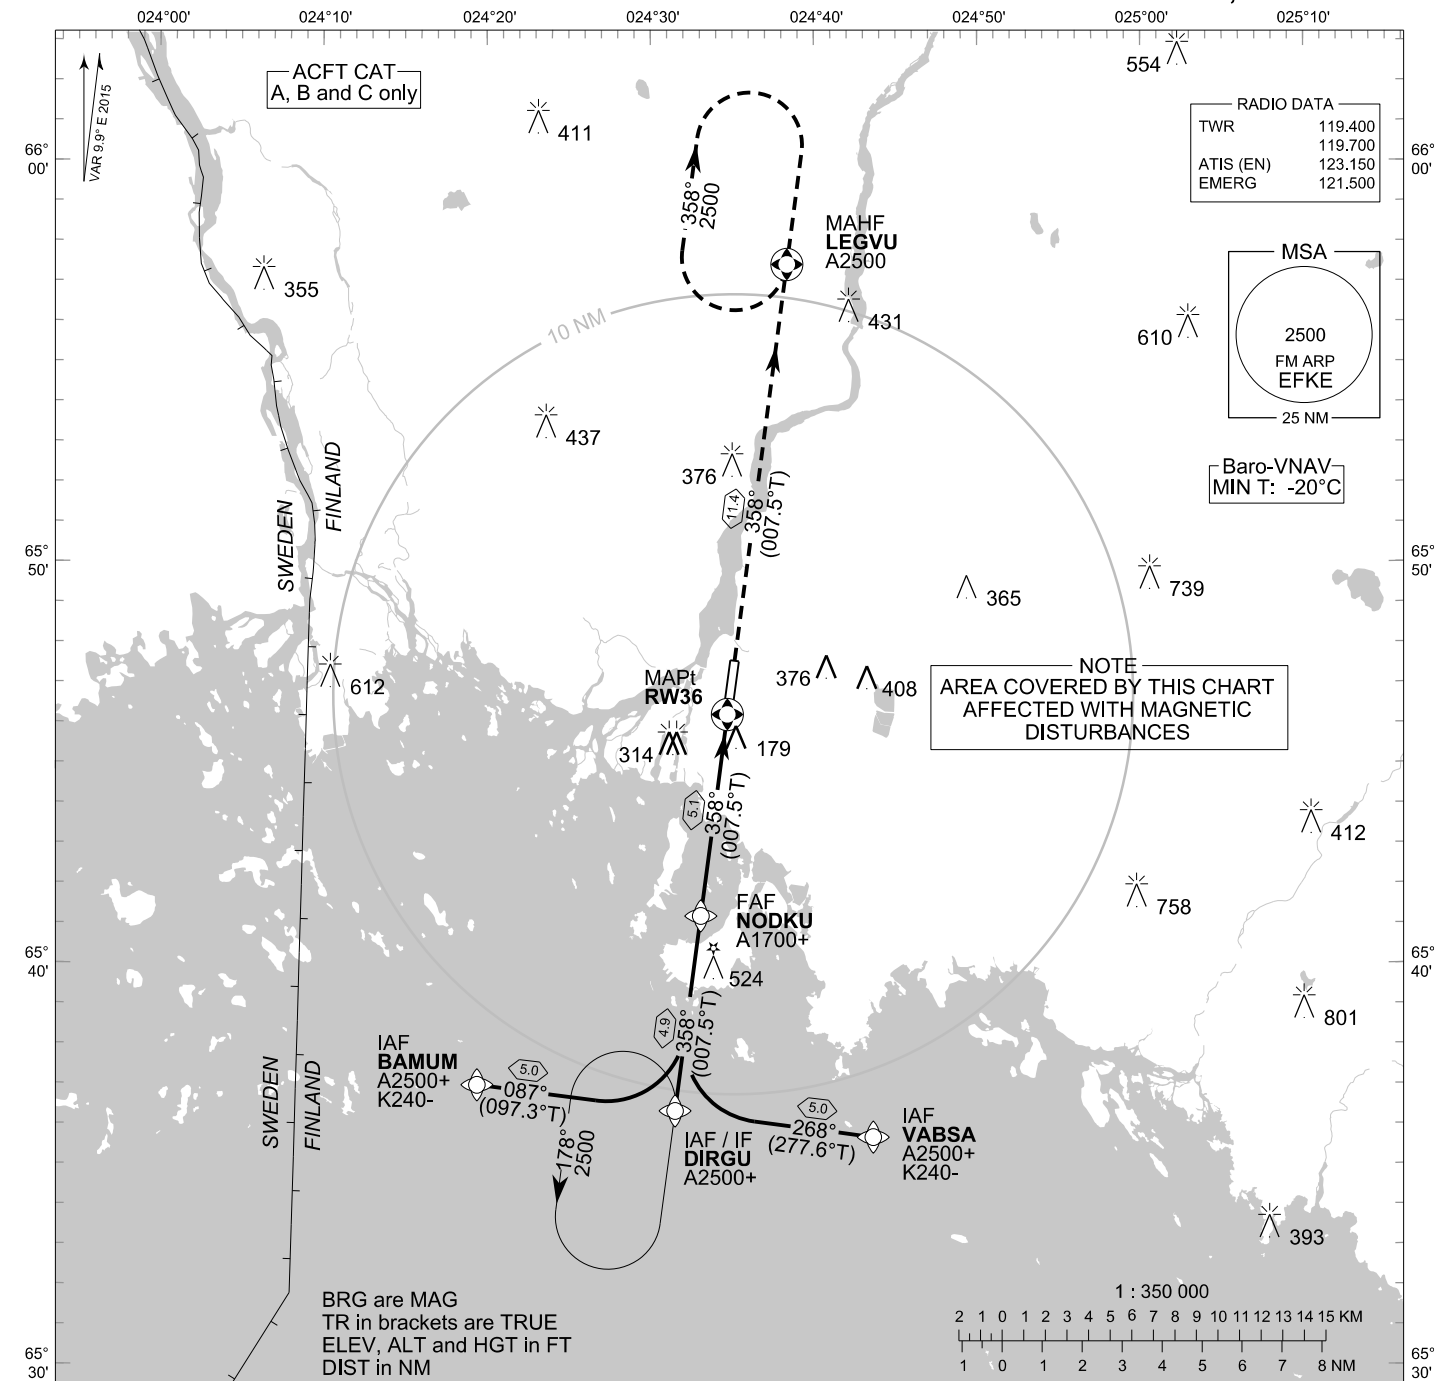 024°00'
024°10'
024°20'
024°30'
024°40'
024°50'
025°00'
025°10'
VAR 9.9° E 2015
ACFT CAT
A, B and C only
411
554
RADIO DATA
TWR 119.400
119.700
ATIS (EN) 123.150
EMERG 121.500
66°
00'
66°
00'
358°
2500
MAHF
LEGVU
A2500
355
431
10 NM
610
MSA
2500
FM ARP
EFKE
25 NM
437
376
Baro-VNAV
MIN T: -20°C
SWEDEN
FINLAND
11.4
358°
(007.5°T)
65°
50'
65°
50'
365
739
612
MAPt
RW36
376
408
NOTE
AREA COVERED BY THIS CHART
AFFECTED WITH MAGNETIC
DISTURBANCES
314
179
5.1
358°
(007.5°T)
412
758
FAF
NODKU
A1700+
524
65°
40'
65°
40'
801
4.9
358°
(007.5°T)
IAF
BAMUM
A2500+
K240-
5.0
087°
(097.3°T)
SWEDEN
FINLAND
178°
2500
IAF / IF
DIRGU
A2500+
5.0
268°
(277.6°T)
IAF
VABSA
A2500+
K240-
393
BRG are MAG
TR in brackets are TRUE
ELEV, ALT and HGT in FT
DIST in NM
1 : 350 000
2 1 0 1 2 3 4 5 6 7 8 9 10 11 12 13 14 15 KM
1 0 1 2 3 4 5 6 7 8 NM
65°
30'
65°
30'